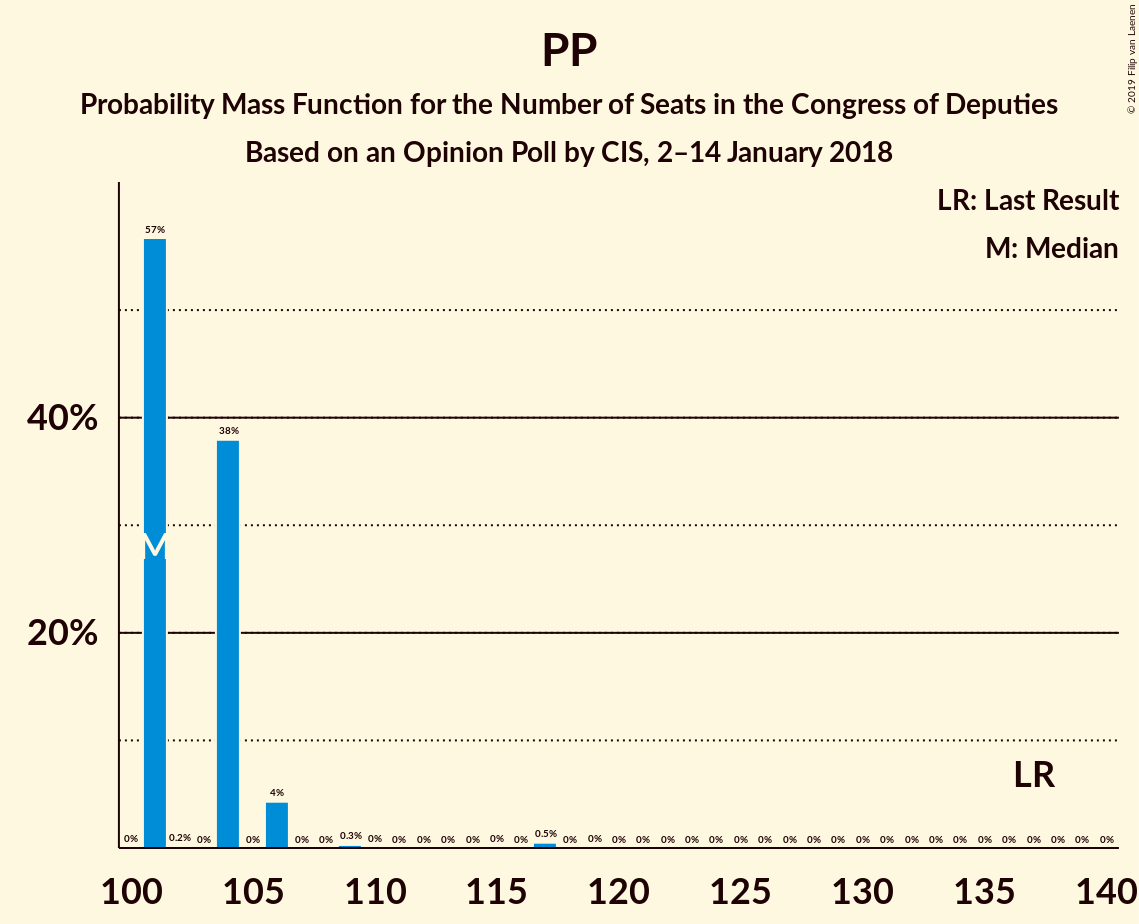 PP
Probability Mass Function for the Number of Seats in the Congress of Deputies
Based on an Opinion Poll by CIS, 2–14 January 2018
© 2019 Filip van Laenen
LR: Last Result
M: Median
57%
40%
38%
M
20%
LR
4%
0% 0.2% 0% 0% 0% 0% 0.3% 0% 0% 0% 0% 0% 0% 0% 0.5% 0% 0% 0% 0% 0% 0% 0% 0% 0% 0% 0% 0% 0% 0% 0% 0% 0% 0% 0% 0% 0% 0% 0%
100 105 110 115 120 125 130 135 140